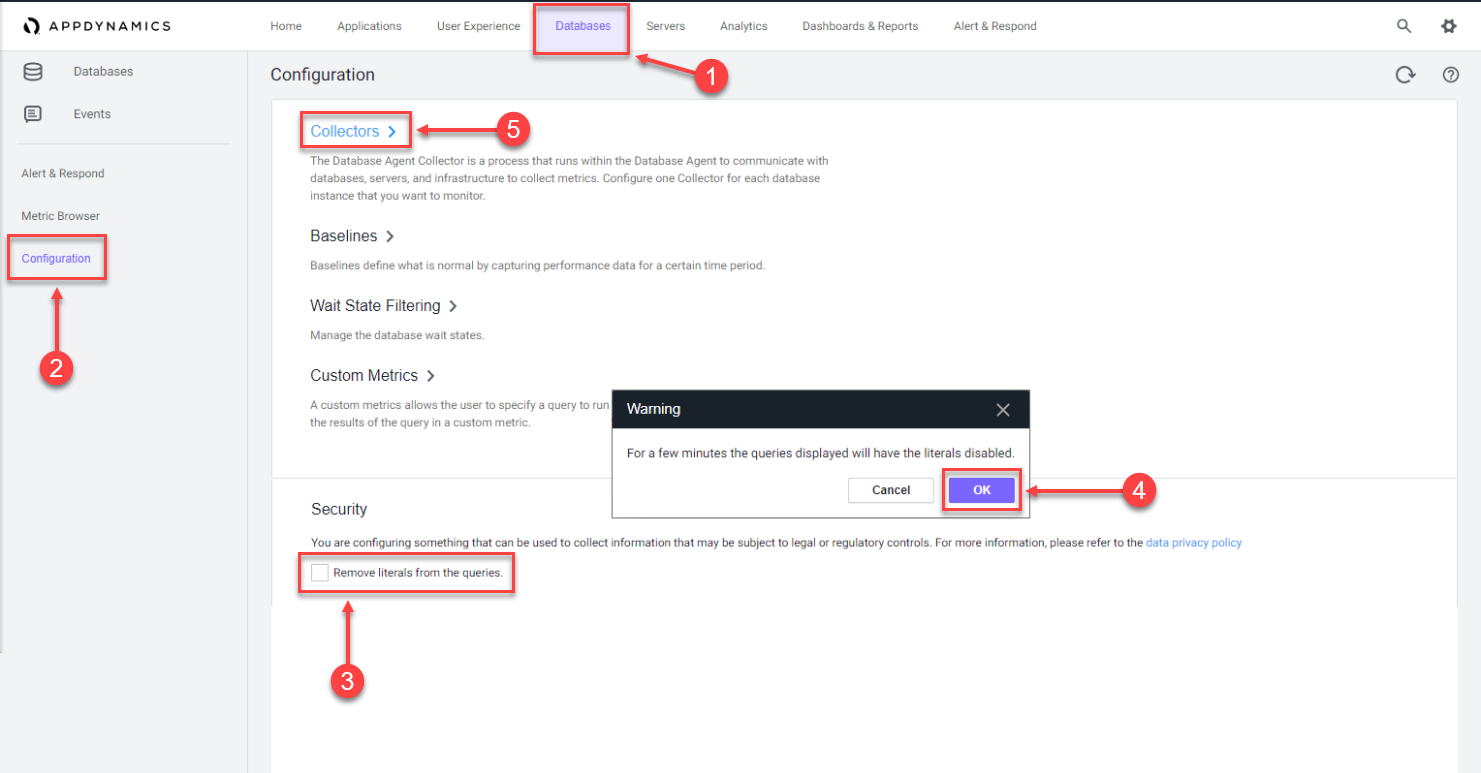 APPDYNAMICS
Home Applications User Experience Databases Servers Analytics Dashboards & Reports Alert & Respond
1
Databases
Events
Alert & Respond
Metric Browser
Configuration
2
Configuration
Collectors
5
The Database Agent Collector is a process that runs within the Database Agent to communicate with
databases, servers, and infrastructure to collect metrics. Configure one Collector for each database
instance that you want to monitor.
Baselines
Baselines define what is normal by capturing performance data for a certain time period.
Wait State Filtering
Manage the database wait states.
Custom Metrics
A custom metrics allows the user to specify a query to run
the results of the query in a custom metric.
Warning
For a few minutes the queries displayed will have the literals disabled.
Cancel OK
4
Security
You are configuring something that can be used to collect information that may be subject to legal or regulatory controls. For more information, please refer to the data privacy policy
Remove literals from the queries.
3